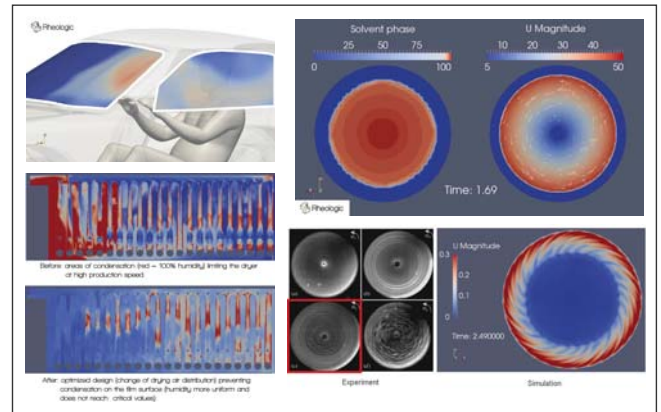 Rheologic
Solvent phase
25 50 75
0 100
U Magnitude
10 20 30 40
5 50
Time: 1.69
Rheologic
Before: areas of condensation (red = 100% humidity) limiting the dryer
at high production speed
After: optimized design (change of drying air distribution) preventing
condensation on the film surface (humidity more uniform and
does not reach critical values)
Experiment
U Magnitude
0.3
0.2
0.1
0
Time: 2.490000
Simulation